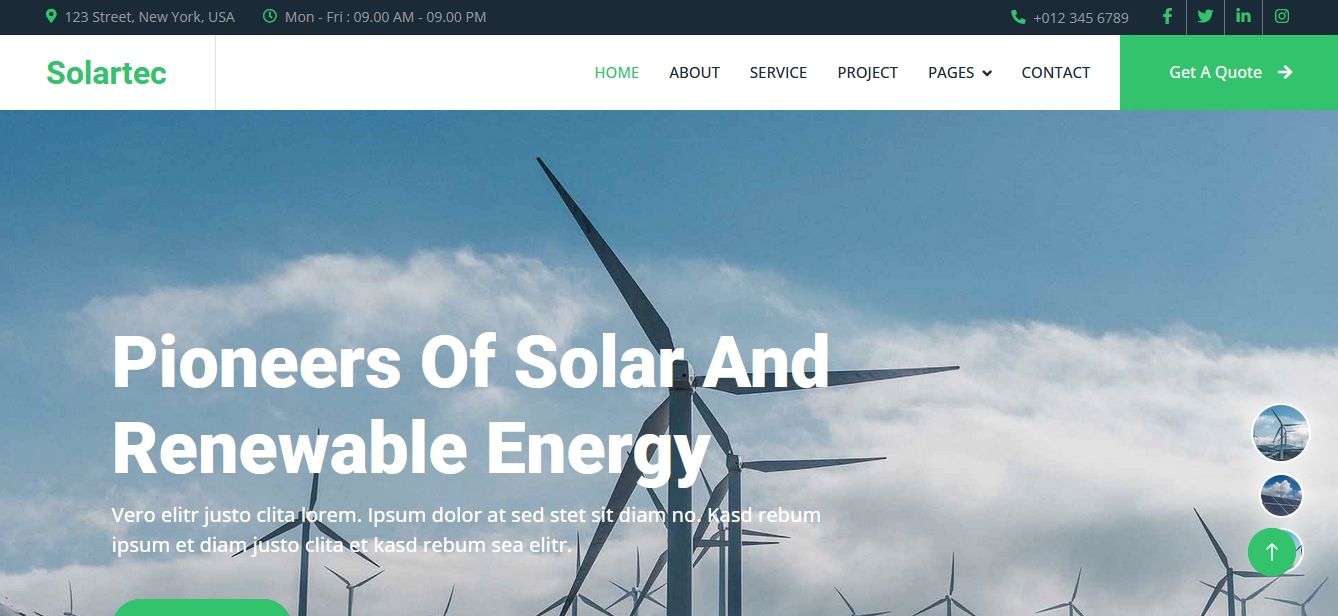 123 Street, New York, USA
Mon - Fri : 09.00 AM - 09.00 PM
+012 345 6789
Solartec
HOME
ABOUT
SERVICE
PROJECT
PAGES
CONTACT
Get A Quote
Pioneers Of Solar And
Renewable Energy
Vero elitr justo clita lorem. Ipsum dolor at sed stet sit diam no. Kasd rebum
ipsum et diam justo clita et kasd rebum sea elitr.